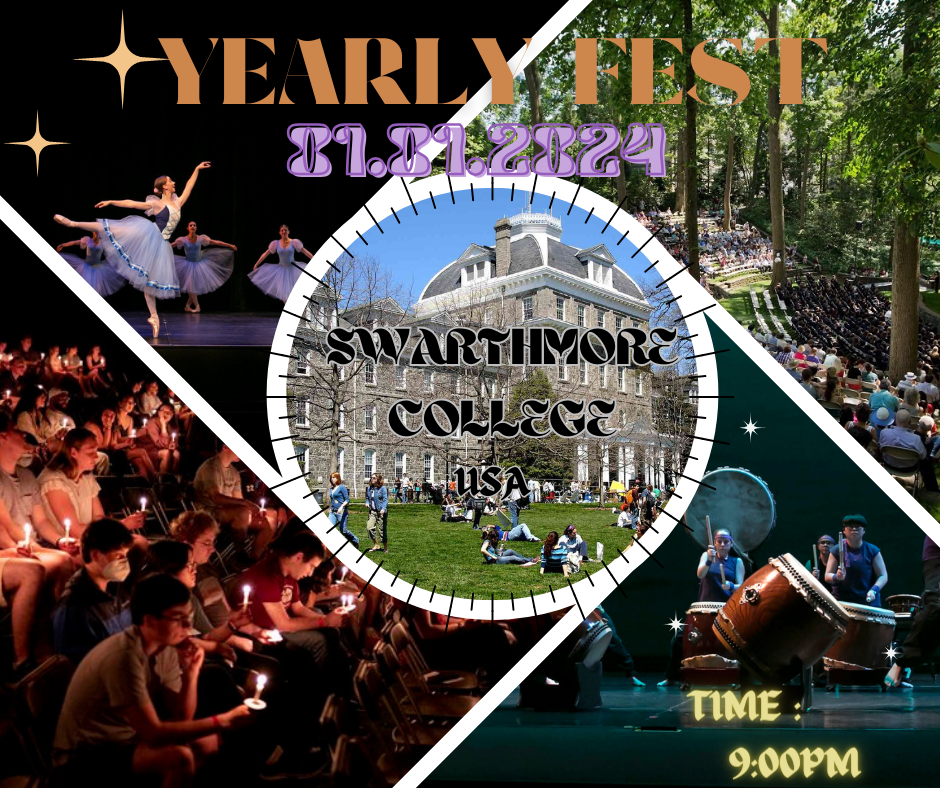 YEARLY FEST
01.01.2024
SWARTHMORE
COLLEGE
USA
TIME :
9:00PM